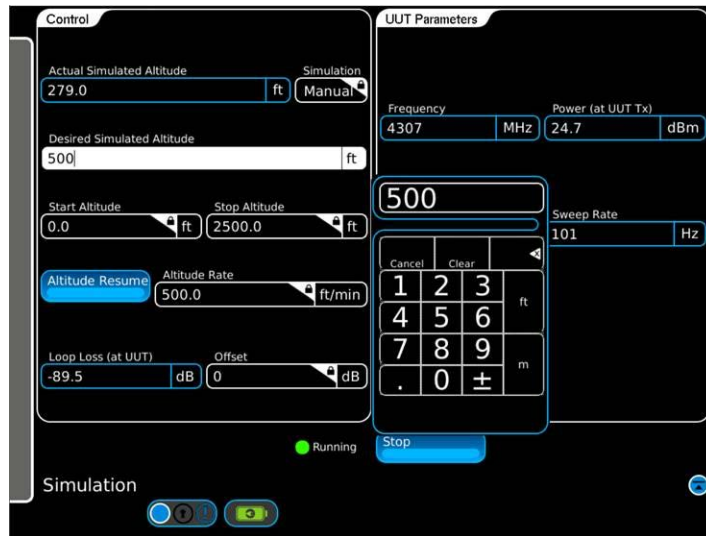 Control
Actual Simulated Altitude
279.0 ft
Simulation
Manual
Desired Simulated Altitude
500 ft
Start Altitude
0.0 ft
Stop Altitude
2500.0 ft
Altitude Resume
Altitude Rate
500.0 ft/min
Loop Loss (at UUT)
-89.5 dB
Offset
0 dB
UUT Parameters
Frequency
4307 MHz
Power (at UUT Tx)
24.7 dBm
Sweep Rate
101 Hz
500
Cancel Clear
1 2 3 ft
4 5 6
7 8 9 m
. 0 ±
Running
Stop
Simulation